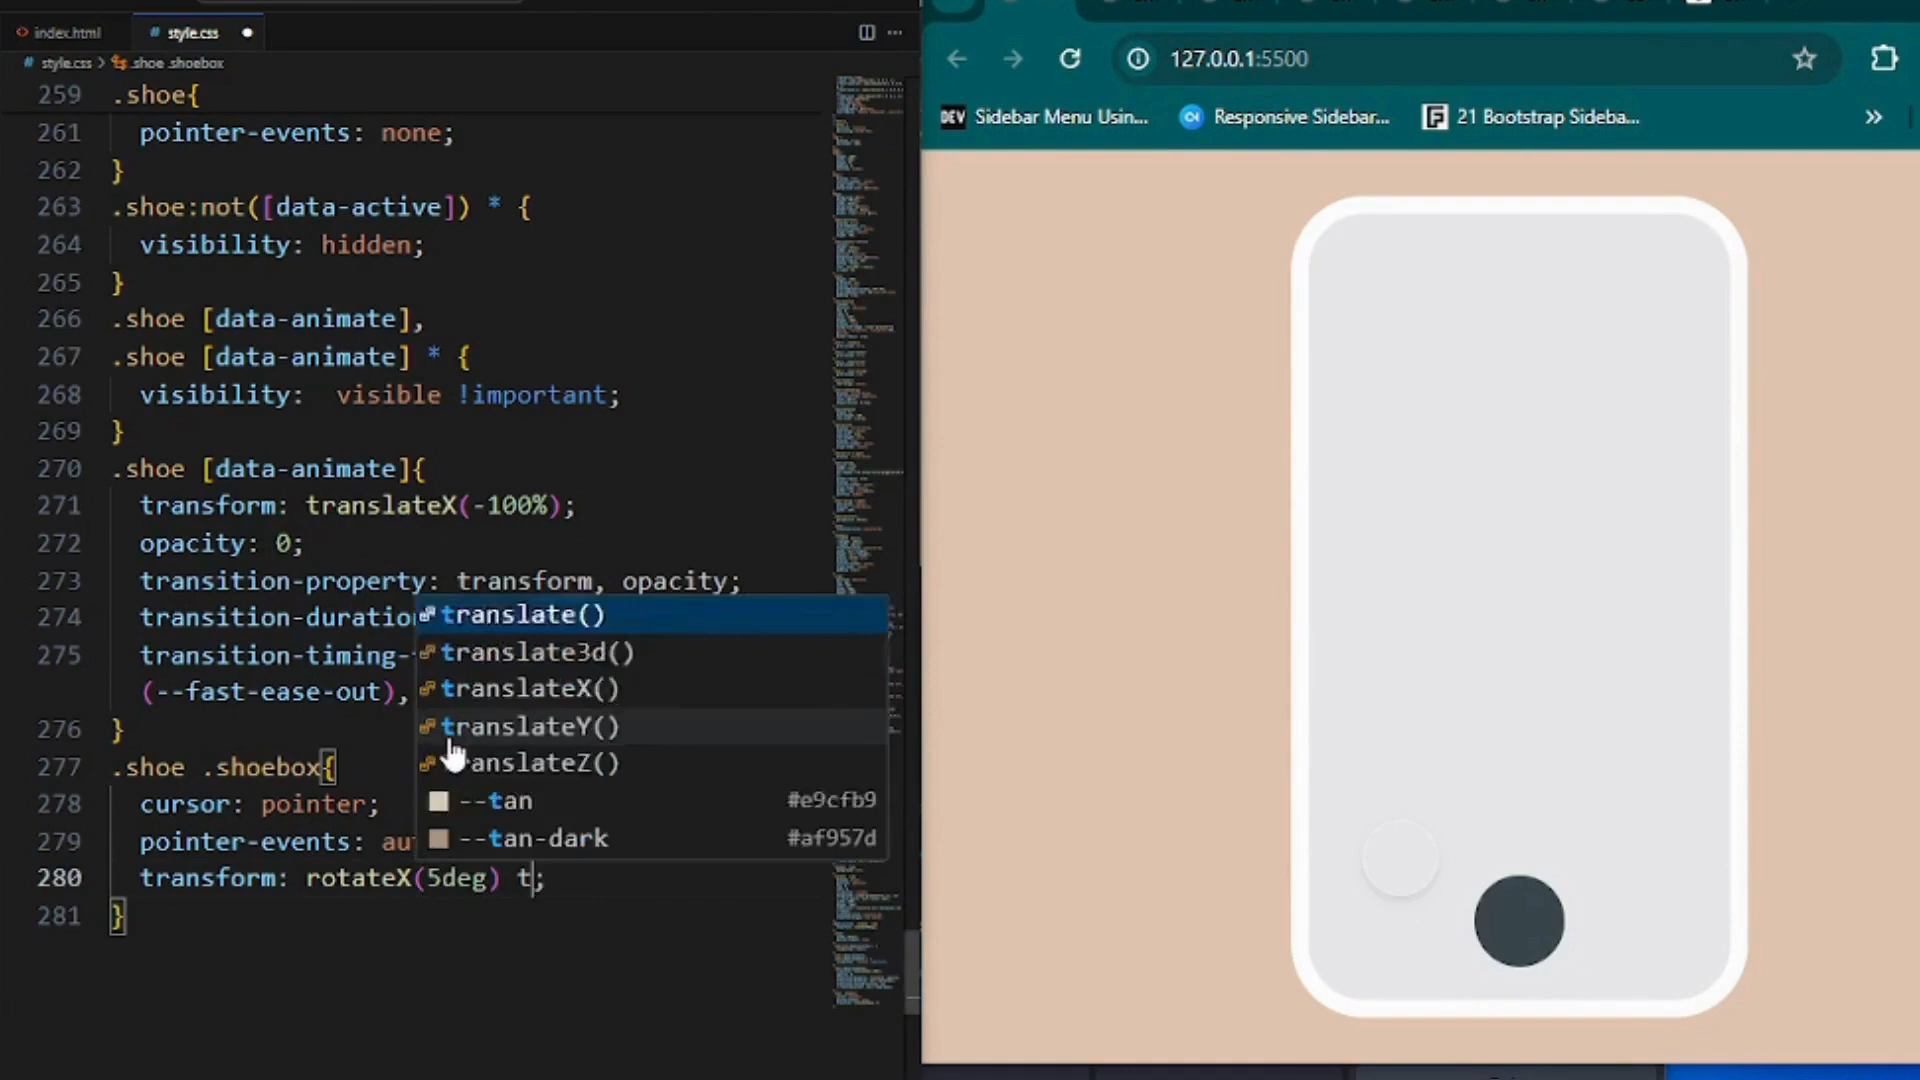 index.html
style.css
style.css > .shoe .shoebox
259 .shoe{
261 pointer-events: none;
262 }
263 .shoe:not([data-active]) * {
264 visibility: hidden;
265 }
266 .shoe [data-animate],
267 .shoe [data-animate] * {
268 visibility:  visible !important;
269 }
270 .shoe [data-animate]{
271 transform: translateX(-100%);
272 opacity: 0;
273 transition-property: transform, opacity;
274 transition-duration
275 transition-timing-
(--fast-ease-out),
276 }
277 .shoe .shoebox{
278 cursor: pointer;
279 pointer-events: au
280 transform: rotateX(5deg) t;
281 }
translate()
translate3d()
translateX()
translateY()
anslateZ()
--tan #e9cfb9
--tan-dark #af957d
127.0.0.1:5500
DEV Sidebar Menu Usin...
Responsive Sidebar...
21 Bootstrap Sideba...